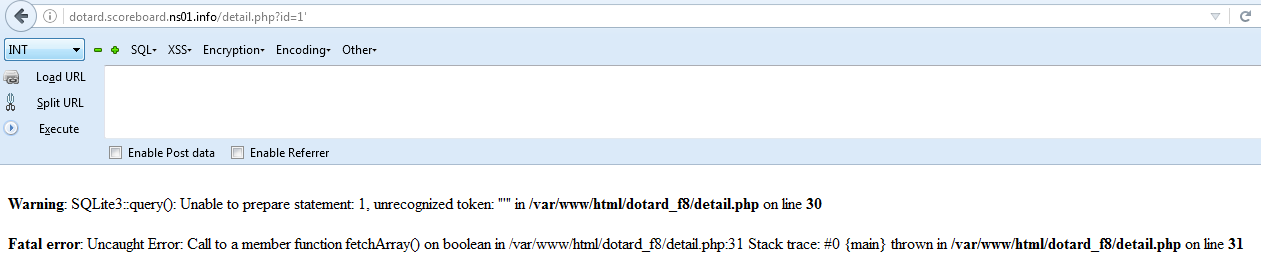 dotard.scoreboard.ns01.info/detail.php?id=1'
INT SQL XSS Encryption Encoding Other
Load URL
Split URL
Execute
Enable Post data Enable Referrer
Warning: SQLite3::query(): Unable to prepare statement: 1, unrecognized token: "'" in /var/www/html/dotard_f8/detail.php on line 30
Fatal error: Uncaught Error: Call to a member function fetchArray() on boolean in /var/www/html/dotard_f8/detail.php:31 Stack trace: #0 {main} thrown in /var/www/html/dotard_f8/detail.php on line 31